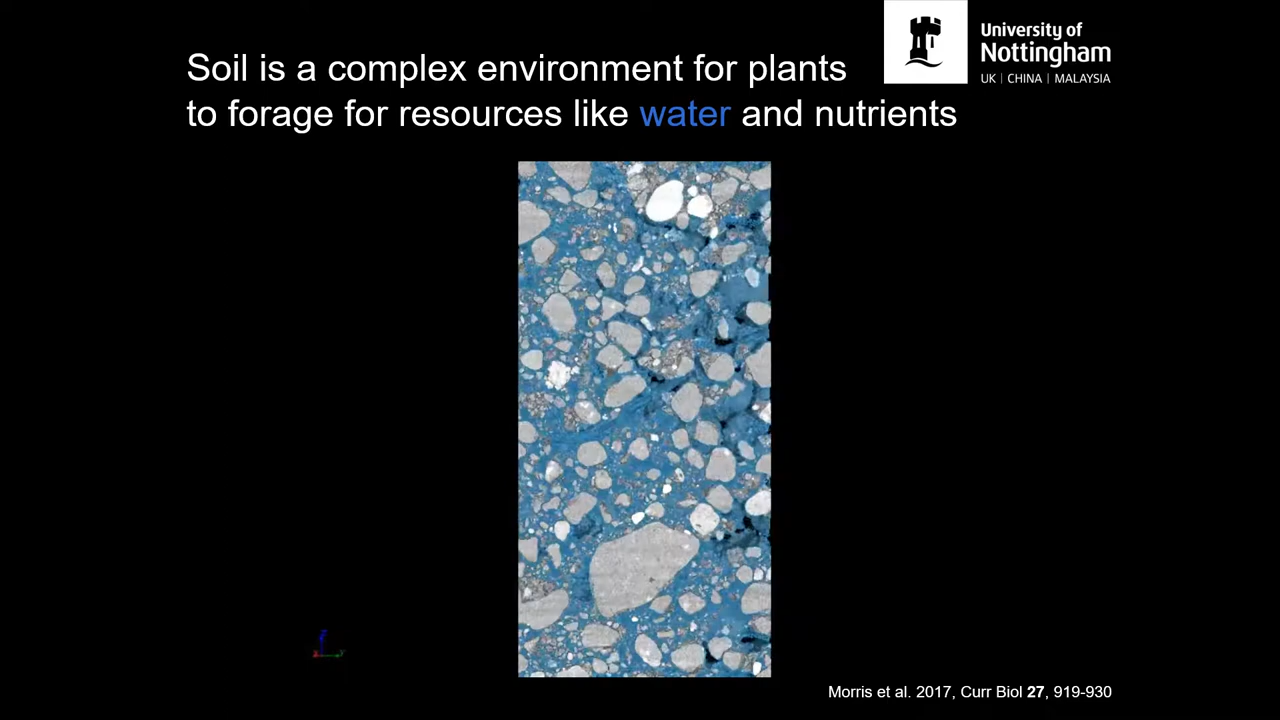 Soil is a complex environment for plants
to forage for resources like water and nutrients
University of
Nottingham
UK | CHINA | MALAYSIA
Z
X
Y
Morris et al. 2017, Curr Biol 27, 919-930